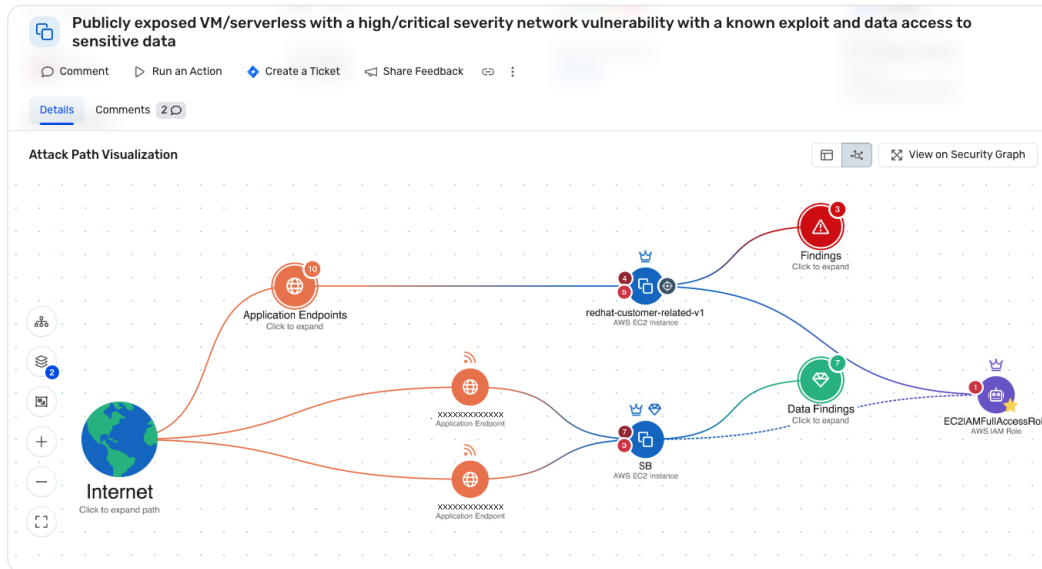 Publicly exposed VM/serverless with a high/critical severity network vulnerability with a known exploit and data access to
sensitive data
Comment
Run an Action
Create a Ticket
Share Feedback
Details
Comments 2
Attack Path Visualization
View on Security Graph
3
Findings
Click to expand
10
Application Endpoints
Click to expand
4
5
redhat-customer-related-v1
AWS EC2 Instance
2
7
Data Findings
Click to expand
1
EC2IAMFullAccessRol
AWS IAM Role
XXXXXXXXXXXXX
Application Endpoint
7
3
SB
AWS EC2 Instance
Internet
Click to expand path
XXXXXXXXXXXXX
Application Endpoint